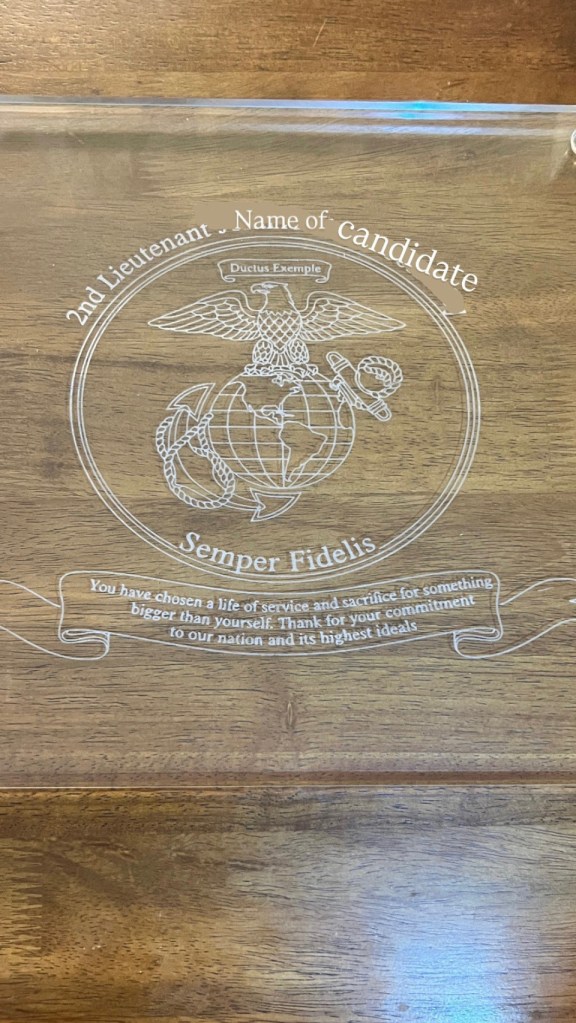 2nd Lieutenant Name of candidate
Ductus Exemple
Semper Fidelis
You have chosen a life of service and sacrifice for something
bigger than yourself. Thank for your commitment
to our nation and its highest ideals